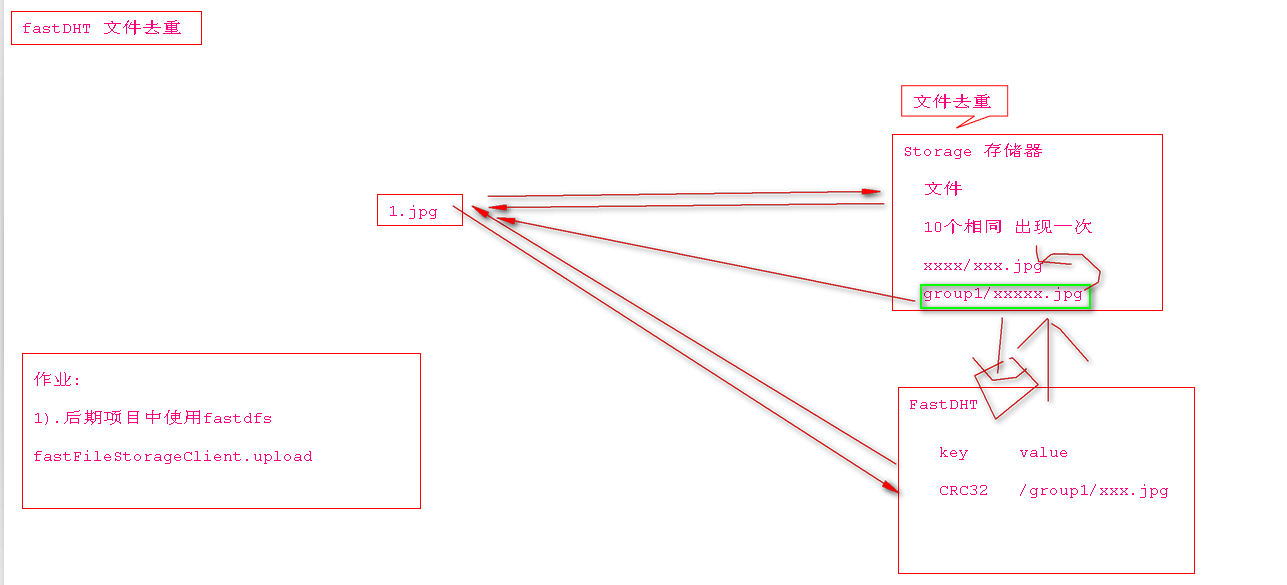 fastDHT 文件去重
文件去重
Storage 存储器
文件
10个相同 出现一次
xxxx/xxx.jpg
group1/xxxxx.jpg
1.jpg
作业:
1).后期项目中使用fastdfs
fastFileStorageClient.upload
FastDHT
key value
CRC32 /group1/xxx.jpg